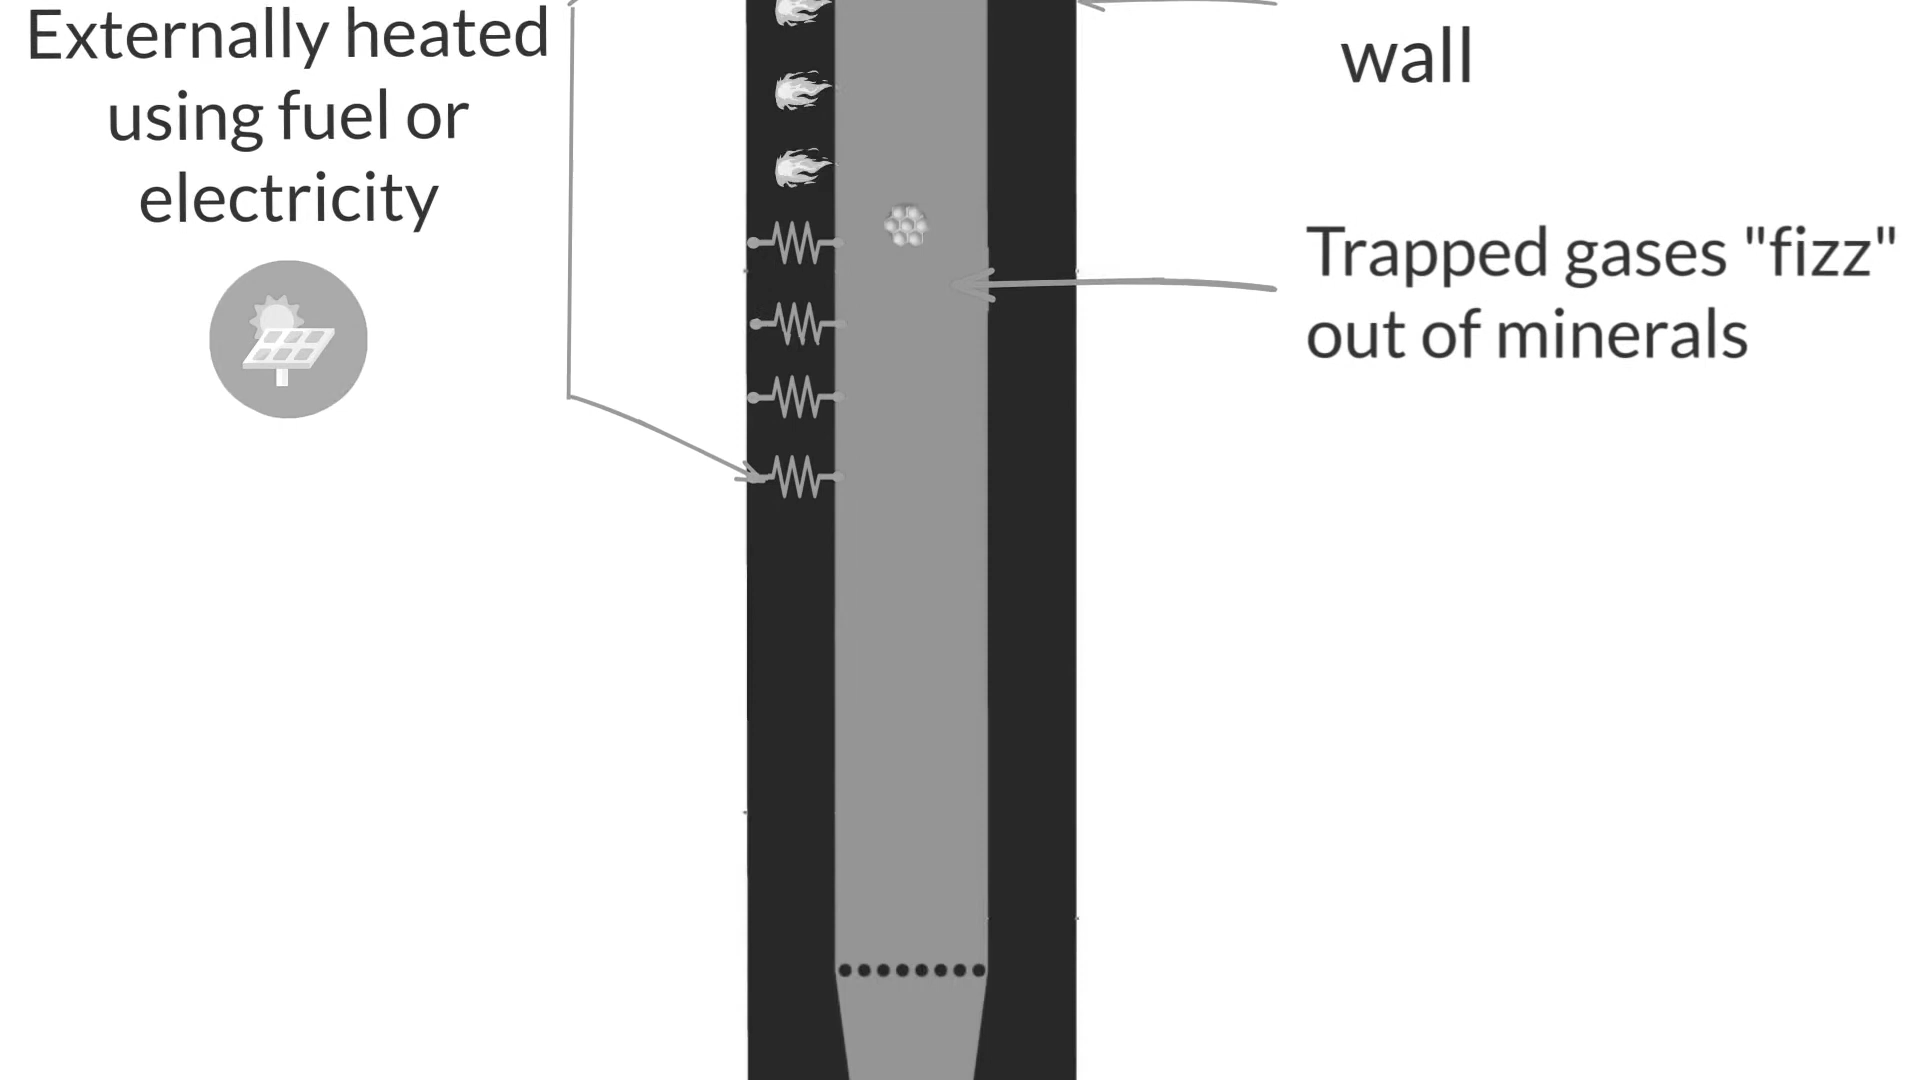 Externally heated
using fuel or
electricity
wall
Trapped gases "fizz"
out of minerals